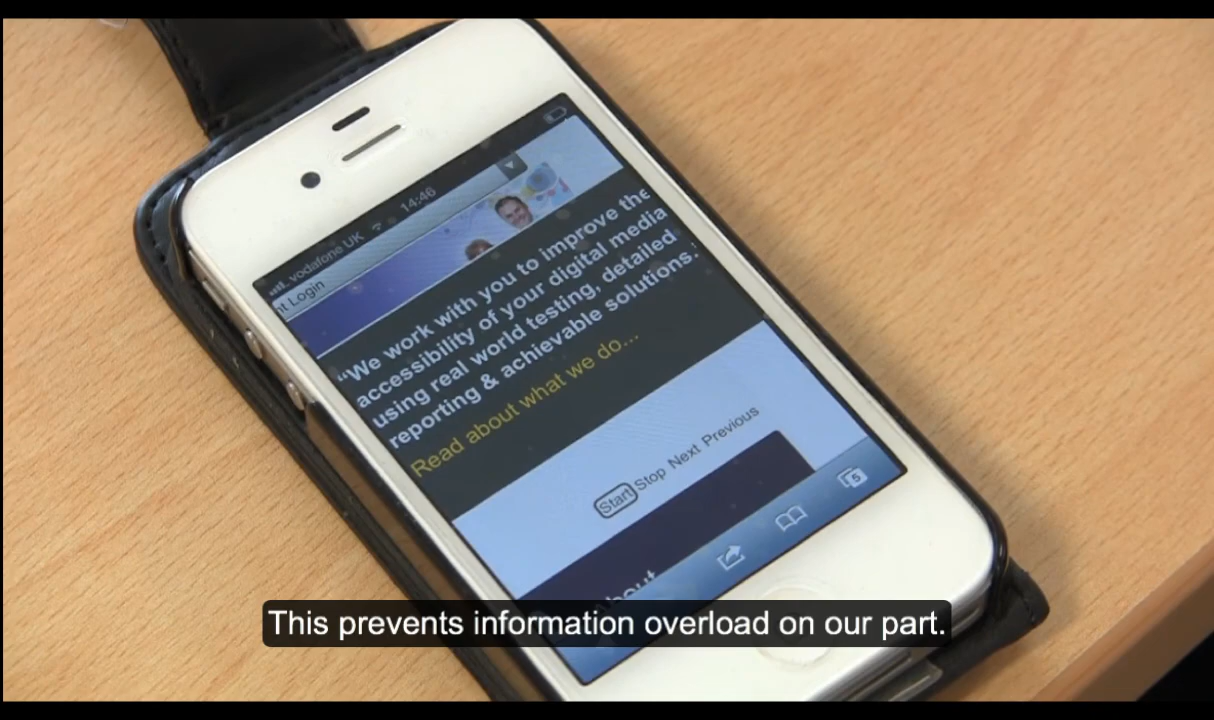 vodafone UK
14:46
nt Login
“We work with you to improve the
accessibility of your digital media
using real world testing, detailed
reporting & achievable solutions.
Read about what we do...
Start Stop Next Previous
5
About
This prevents information overload on our part.